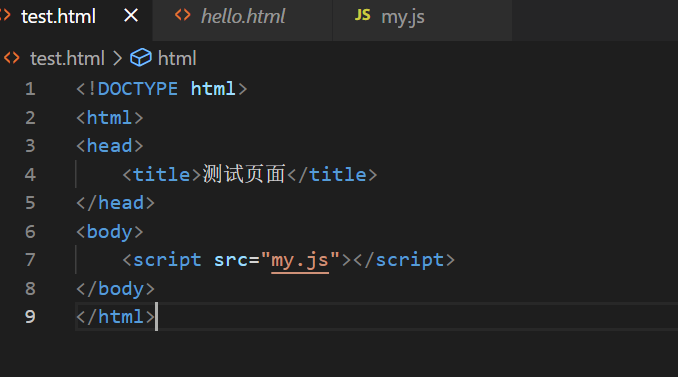 test.html hello.html JS my.js
test.html > html
1 <!DOCTYPE html>
2 <html>
3 <head>
4 <title>测试页面</title>
5 </head>
6 <body>
7 <script src="my.js"></script>
8 </body>
9 </html>